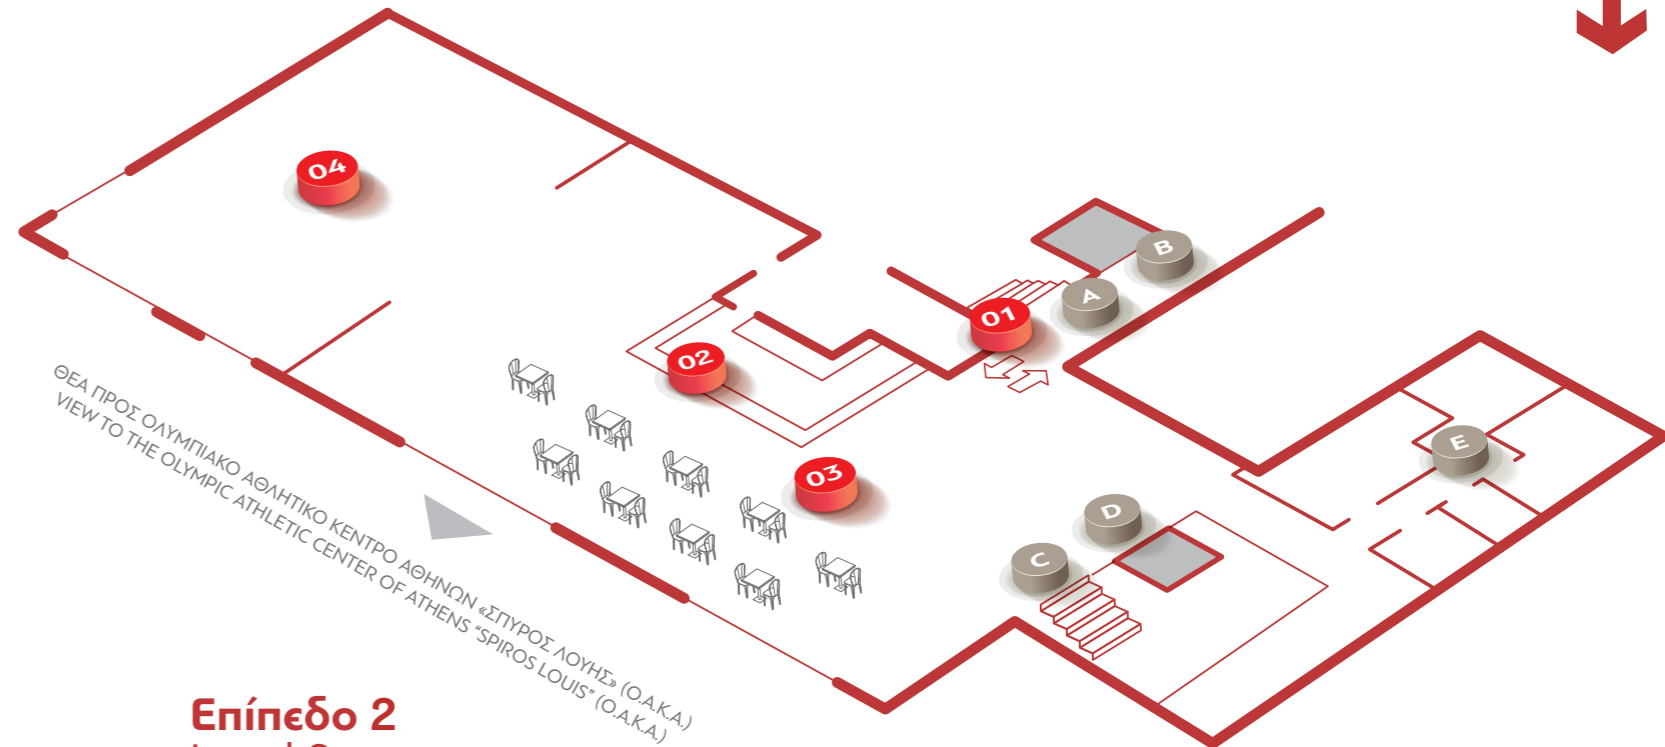 04
B
A
01
02
ΘΕΑ ΠΡΟΣ ΟΛΥΜΠΙΑΚΟ ΑΘΛΗΤΙΚΟ ΚΕΝΤΡΟ ΑΘΗΝΩΝ «ΣΠΥΡΟΣ ΛΟΥΗΣ» (Ο.Α.Κ.Α.)
VIEW TO THE OLYMPIC ATHLETIC CENTER OF ATHENS "SPIROS LOUIS" (O.A.K.A.)
E
03
D
C
Επίπεδο 2